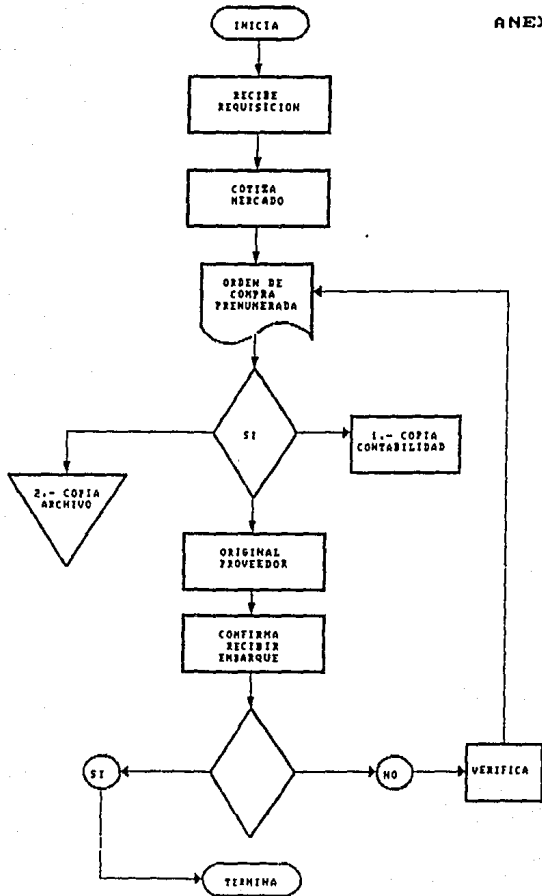 ANEX
INICIA
RECIBE
REQUISICION
COTIZA
MERCADO
ORDEN DE
COMPRA
PRENUMERADA
SI
1.- COPIA
CONTABILIDAD
2.- COPIA
ARCHIVO
ORIGINAL
PROVEEDOR
CONFIRMA
RECIBIR
EMBARQUE
SI
NO
VERIFICA
TERMINA